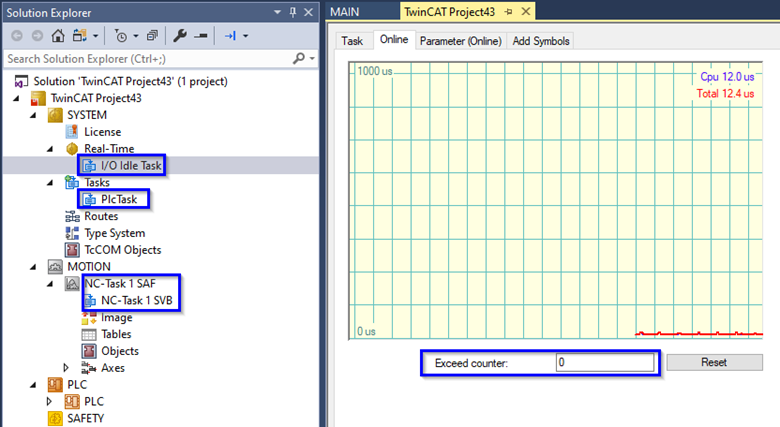 Solution Explorer
Search Solution Explorer (Ctrl+;)
Solution 'TwinCAT Project43' (1 project)
TwinCAT Project43
SYSTEM
License
Real-Time
I/O Idle Task
Tasks
PlcTask
Routes
Type System
TcCOM Objects
MOTION
NC-Task 1 SAF
NC-Task 1 SVB
Image
Tables
Objects
Axes
PLC
PLC
SAFETY
MAIN
TwinCAT Project43
Task Online Parameter (Online) Add Symbols
1000 us
Cpu 12.0 us
Total 12.4 us
0 us
Exceed counter: 0 Reset